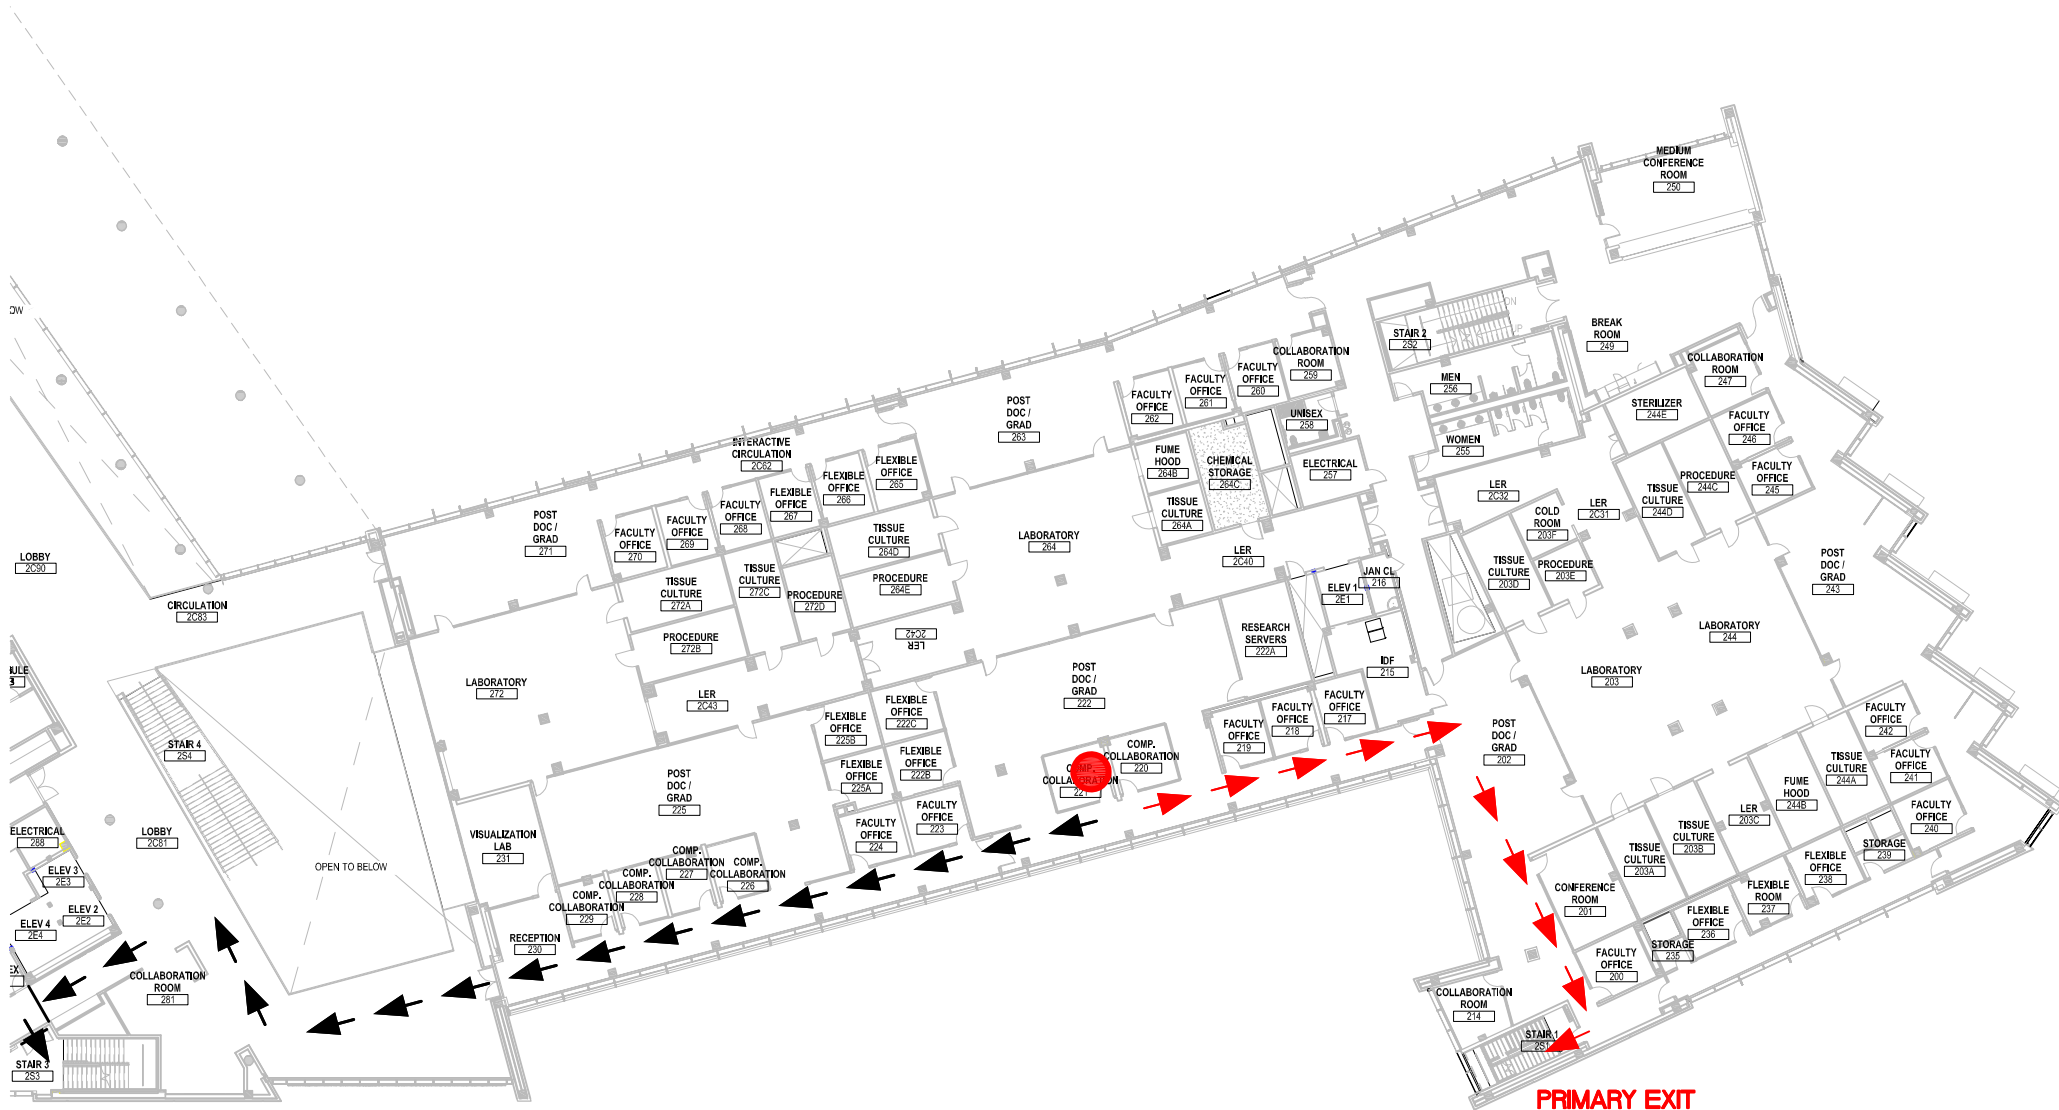 MEDIUM
CONFERENCE
ROOM
250
STAIR 2
2S2
DN
UP
BREAK
ROOM
249
COLLABORATION
ROOM
247
MEN
256
WOMEN
255
STERILIZER
244E
FACULTY
OFFICE
246
FACULTY
OFFICE
245
PROCEDURE
244C
TISSUE
CULTURE
244D
LER
2C32
LER
2C31
COLD
ROOM
203F
PROCEDURE
203E
TISSUE
CULTURE
203D
POST
DOC /
GRAD
243
LABORATORY
244
LABORATORY
203
COLLABORATION
ROOM
259
FACULTY
OFFICE
260
FACULTY
OFFICE
261
FACULTY
OFFICE
262
UNISEX
258
ELECTRICAL
257
CHEMICAL
STORAGE
264C
FUME
HOOD
264B
TISSUE
CULTURE
264A
POST
DOC /
GRAD
263
LABORATORY
264
LER
2C40
JAN CL
216
ELEV 1
2E1
IDF
215
RESEARCH
SERVERS
222A
INTERACTIVE
CIRCULATION
2C62
FLEXIBLE
OFFICE
265
FLEXIBLE
OFFICE
266
FLEXIBLE
OFFICE
267
FACULTY
OFFICE
268
FACULTY
OFFICE
269
FACULTY
OFFICE
270
POST
DOC /
GRAD
271
TISSUE
CULTURE
264D
PROCEDURE
264E
LER
2C42
TISSUE
CULTURE
272C
PROCEDURE
272D
TISSUE
CULTURE
272A
PROCEDURE
272B
LABORATORY
272
LER
2C43
LOBBY
2C90
CIRCULATION
2C83
OW
STAIR 4
2S4
OPEN TO BELOW
LOBBY
2C81
ELECTRICAL
288
ELEV 3
2E3
ELEV 2
2E2
ELEV 4
2E4
COLLABORATION
ROOM
281
STAIR 3
2S3
VISUALIZATION
LAB
231
RECEPTION
230
POST
DOC /
GRAD
225
COMP.
COLLABORATION
229
COMP.
COLLABORATION
228
COMP.
COLLABORATION
227
COMP.
COLLABORATION
226
FLEXIBLE
OFFICE
225B
FLEXIBLE
OFFICE
225A
FLEXIBLE
OFFICE
222C
FLEXIBLE
OFFICE
222B
FACULTY
OFFICE
224
FACULTY
OFFICE
223
POST
DOC /
GRAD
222
COMP.
COLLABORATION
221
COMP.
COLLABORATION
220
FACULTY
OFFICE
219
FACULTY
OFFICE
218
FACULTY
OFFICE
217
POST
DOC /
GRAD
202
CONFERENCE
ROOM
201
FACULTY
OFFICE
200
TISSUE
CULTURE
203A
TISSUE
CULTURE
203B
LER
203C
FUME
HOOD
244B
TISSUE
CULTURE
244A
FACULTY
OFFICE
242
FACULTY
OFFICE
241
FACULTY
OFFICE
240
STORAGE
239
FLEXIBLE
OFFICE
238
FLEXIBLE
ROOM
237
FLEXIBLE
OFFICE
236
STORAGE
235
COLLABORATION
ROOM
214
STAIR 1
2S1
PRIMARY EXIT